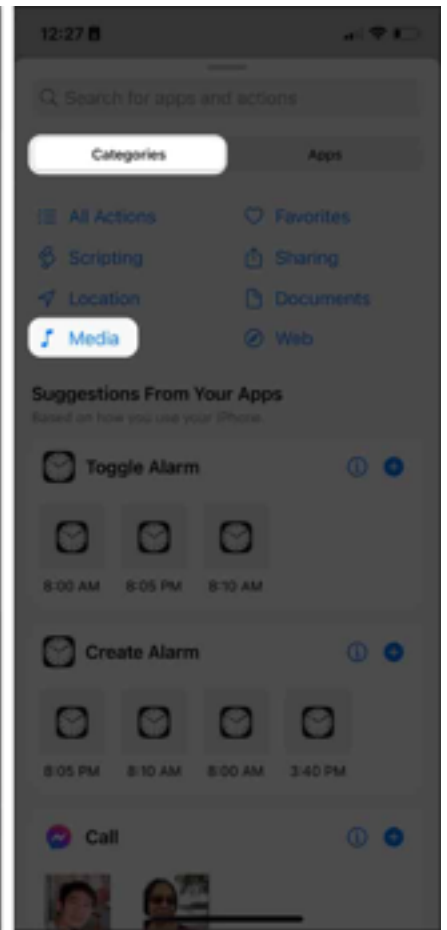 12:27
Search for apps and actions
Categories Apps
All Actions Favorites
Scripting Sharing
Location Documents
Media Web
Suggestions From Your Apps
Based on how you use your iPhone.
Toggle Alarm
8:00 AM 8:05 PM 8:10 AM
Create Alarm
8:05 PM 8:10 AM 8:00 AM 3:40 PM
Call